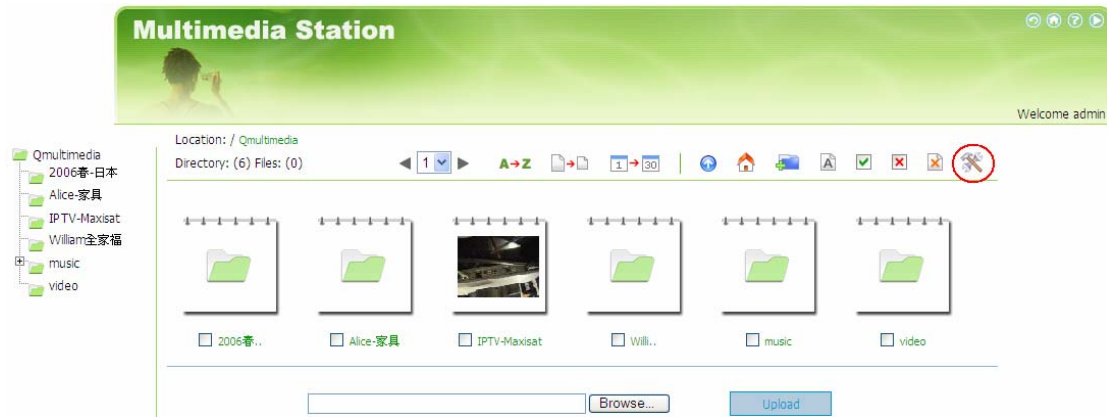 Multimedia Station
Welcome admin
Location: / Qmultimedia
Directory: (6) Files: (0)
1
A→Z
1→30
A
Qmultimedia
2006春-日本
Alice-家具
IPTV-Maxisat
William全家福
music
video
2006春..
Alice-家具
IPTV-Maxisat
Willi..
music
video
Browse...
Upload